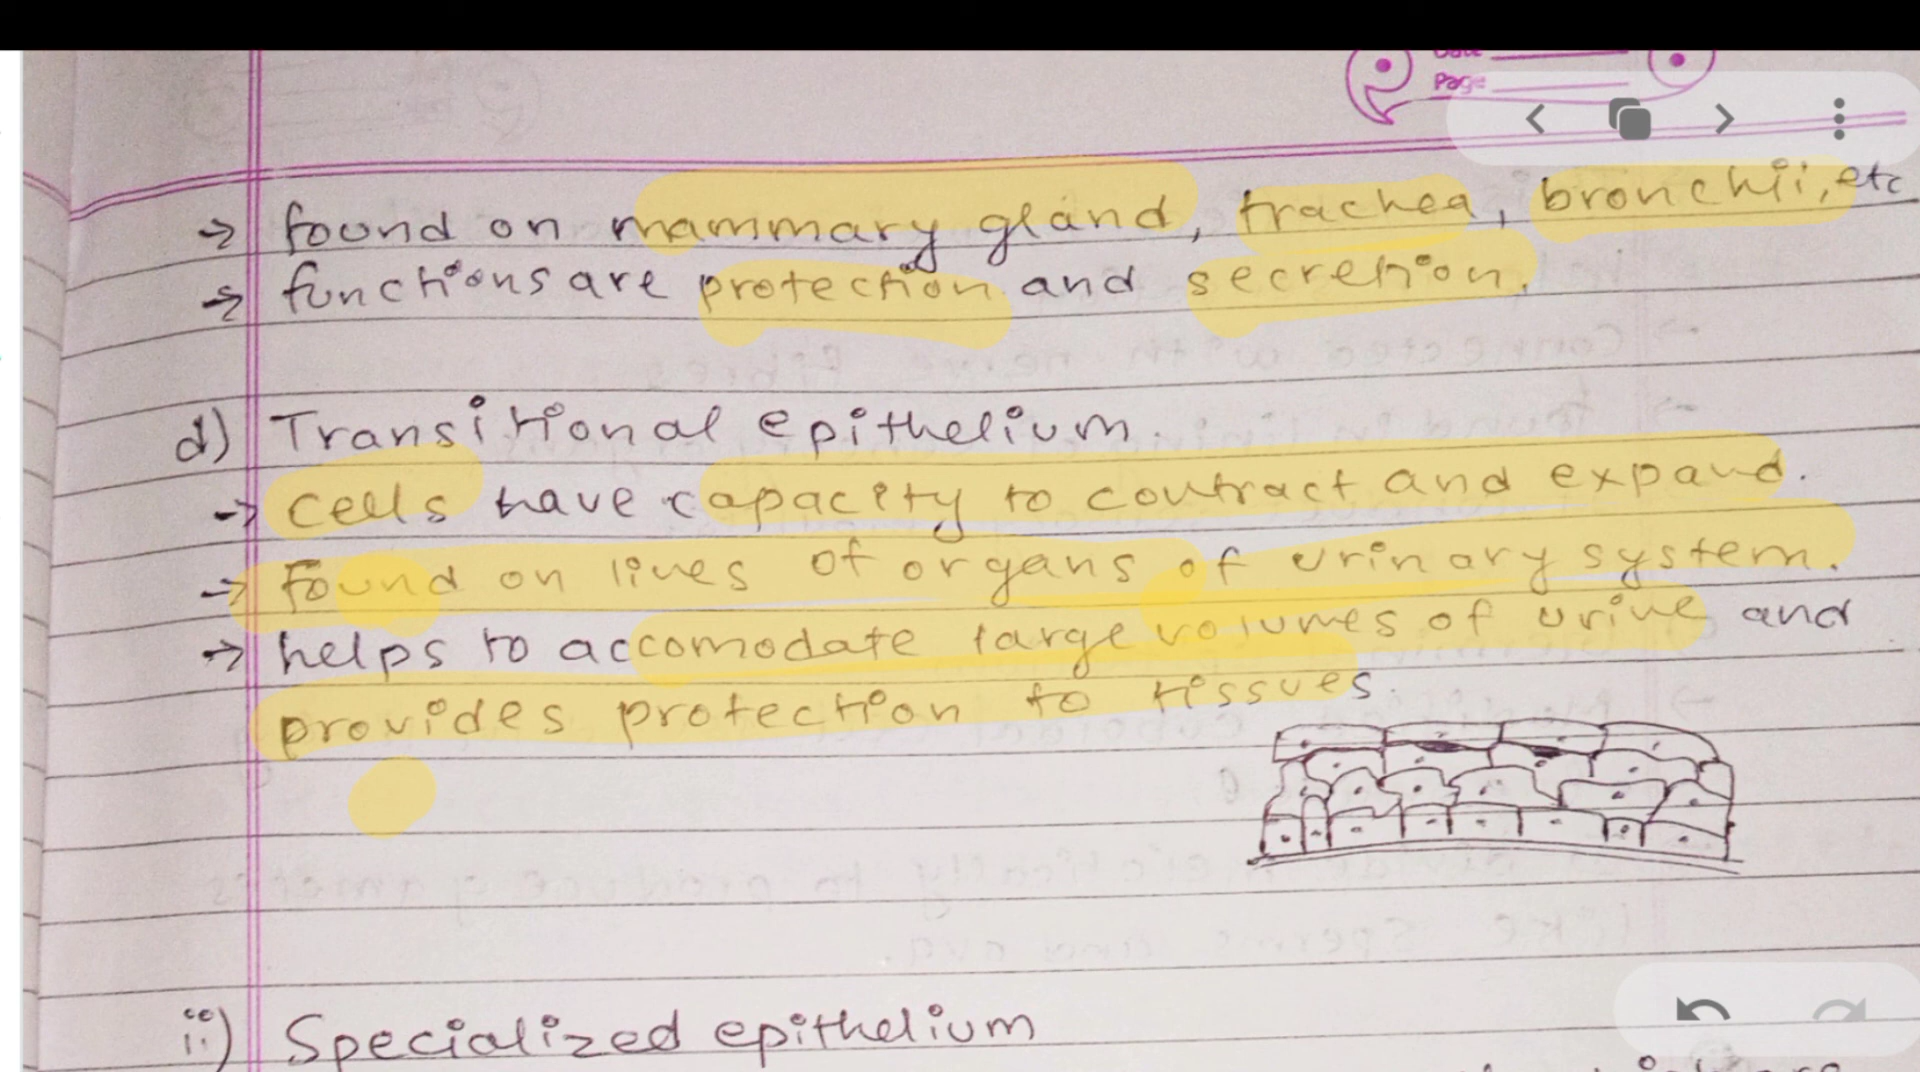 Date
Page
→ found on mammary gland, trachea, bronchii, etc
→ functions are protection and secretion.
d) Transitional epithelium.
→ cells have capacity to contract and expand.
→ found on lines of organs of urinary system.
→ helps to accomodate large volumes of urine and
provides protection to tissues.
ii) Specialized epithelium